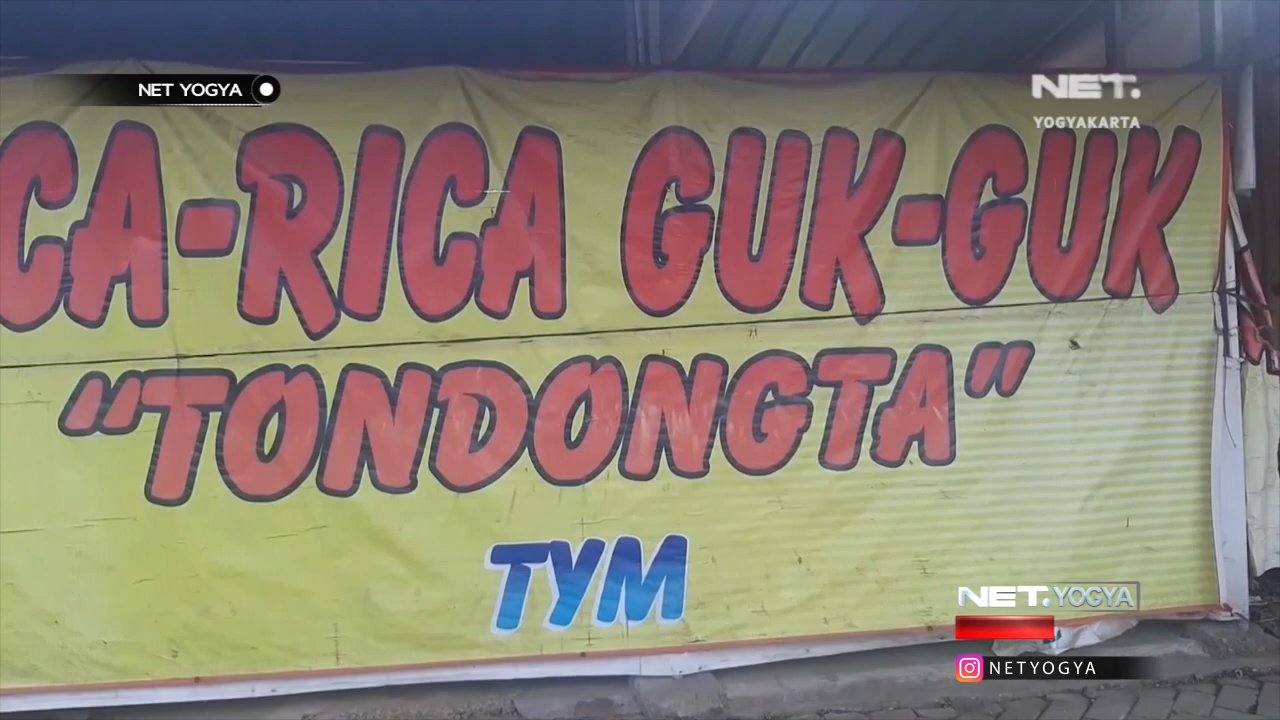 NET YOGYA
NET.
YOGYAKARTA
CA-RICA GUK-GUK
"TONDONGTA"
TYM
NET. YOGYA
NETYOGYA